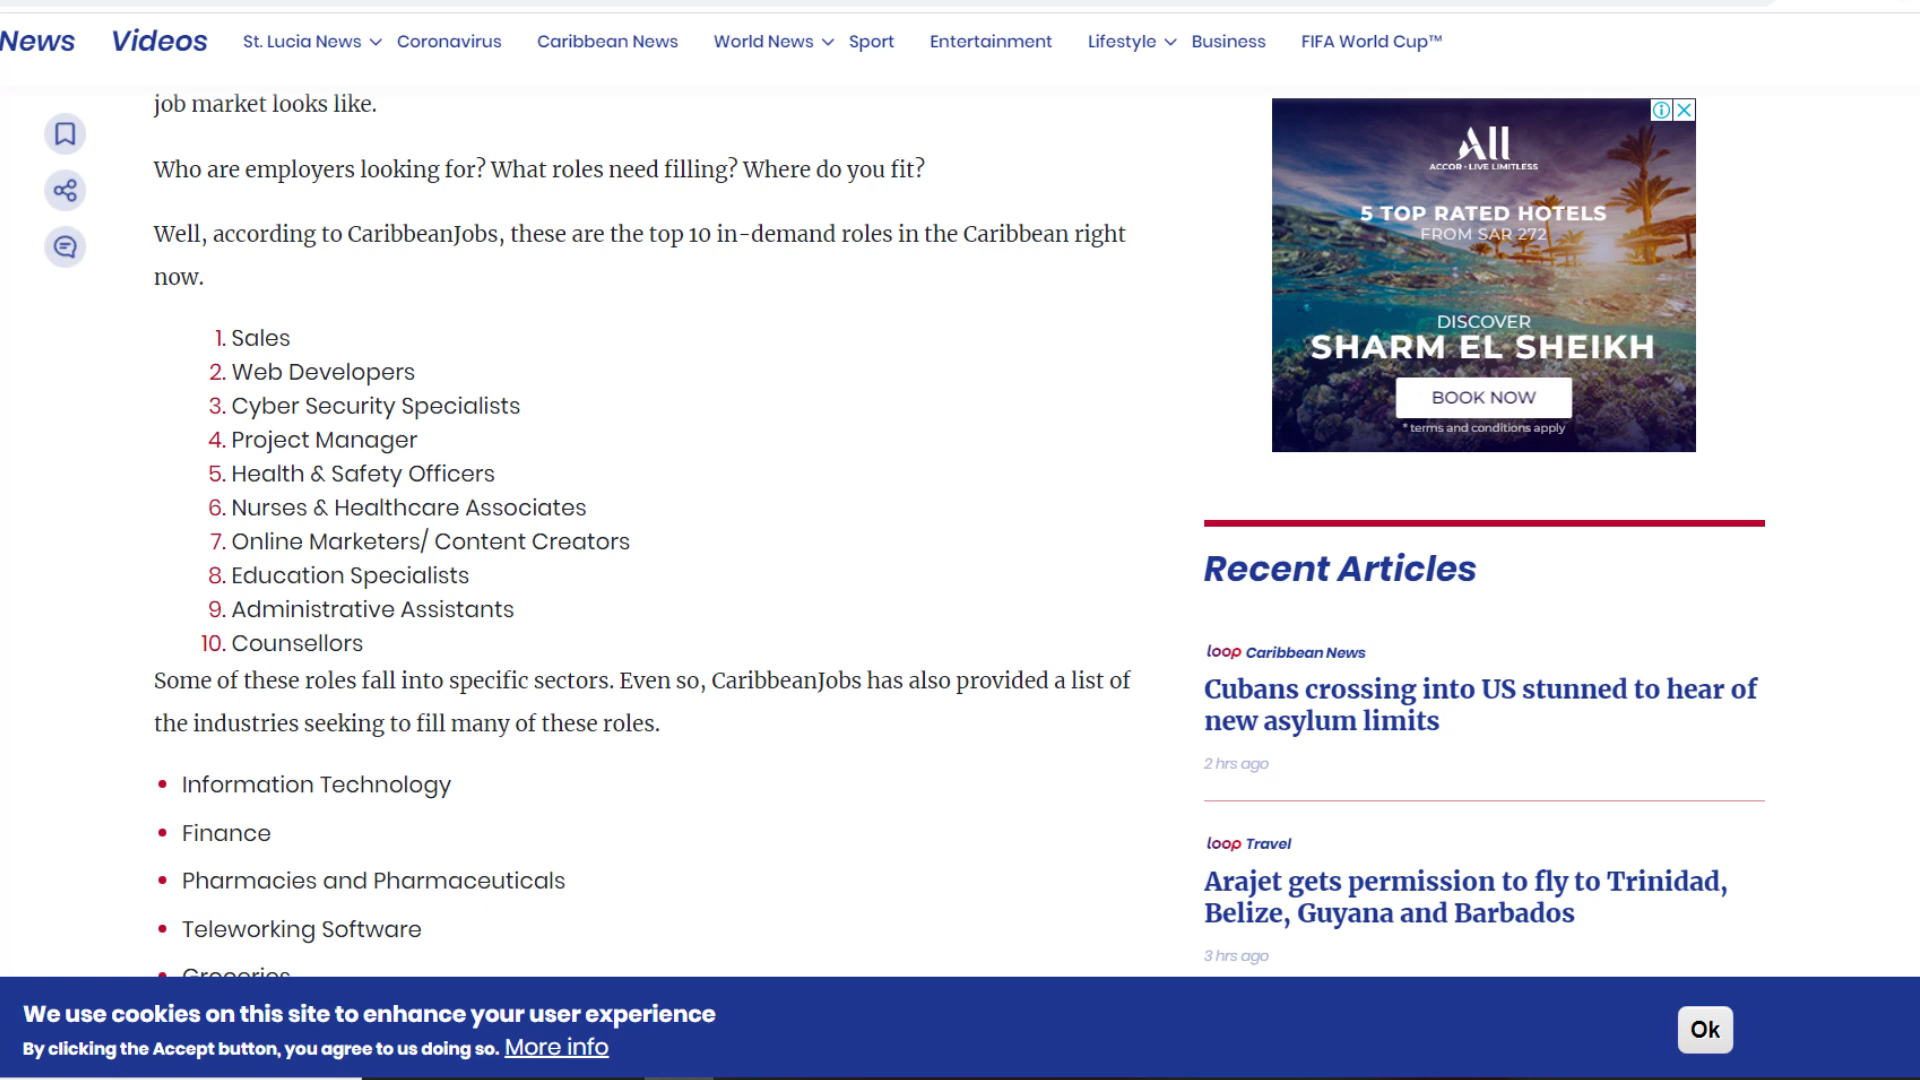 News Videos St. Lucia News Coronavirus Caribbean News World News Sport Entertainment Lifestyle Business FIFA World Cup™
job market looks like.
Who are employers looking for? What roles need filling? Where do you fit?
Well, according to CaribbeanJobs, these are the top 10 in-demand roles in the Caribbean right
now.
1. Sales
2. Web Developers
3. Cyber Security Specialists
4. Project Manager
5. Health & Safety Officers
6. Nurses & Healthcare Associates
7. Online Marketers/ Content Creators
8. Education Specialists
9. Administrative Assistants
10. Counsellors
Some of these roles fall into specific sectors. Even so, CaribbeanJobs has also provided a list of
the industries seeking to fill many of these roles.
• Information Technology
• Finance
• Pharmacies and Pharmaceuticals
• Teleworking Software
• Groceries
All
ACCOR - LIVE LIMITLESS
5 TOP RATED HOTELS
FROM SAR 272
DISCOVER
SHARM EL SHEIKH
BOOK NOW
* terms and conditions apply
Recent Articles
loop Caribbean News
Cubans crossing into US stunned to hear of
new asylum limits
2 hrs ago
loop Travel
Arajet gets permission to fly to Trinidad,
Belize, Guyana and Barbados
3 hrs ago
We use cookies on this site to enhance your user experience
By clicking the Accept button, you agree to us doing so. More info
Ok